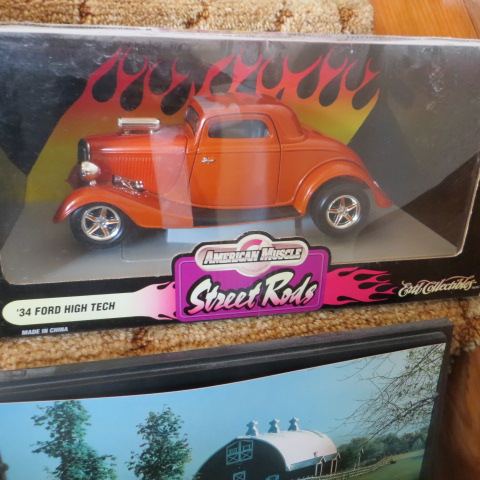 American Muscle
Street Rods
'34 FORD HIGH TECH
Ertl Collectibles
MADE IN CHINA